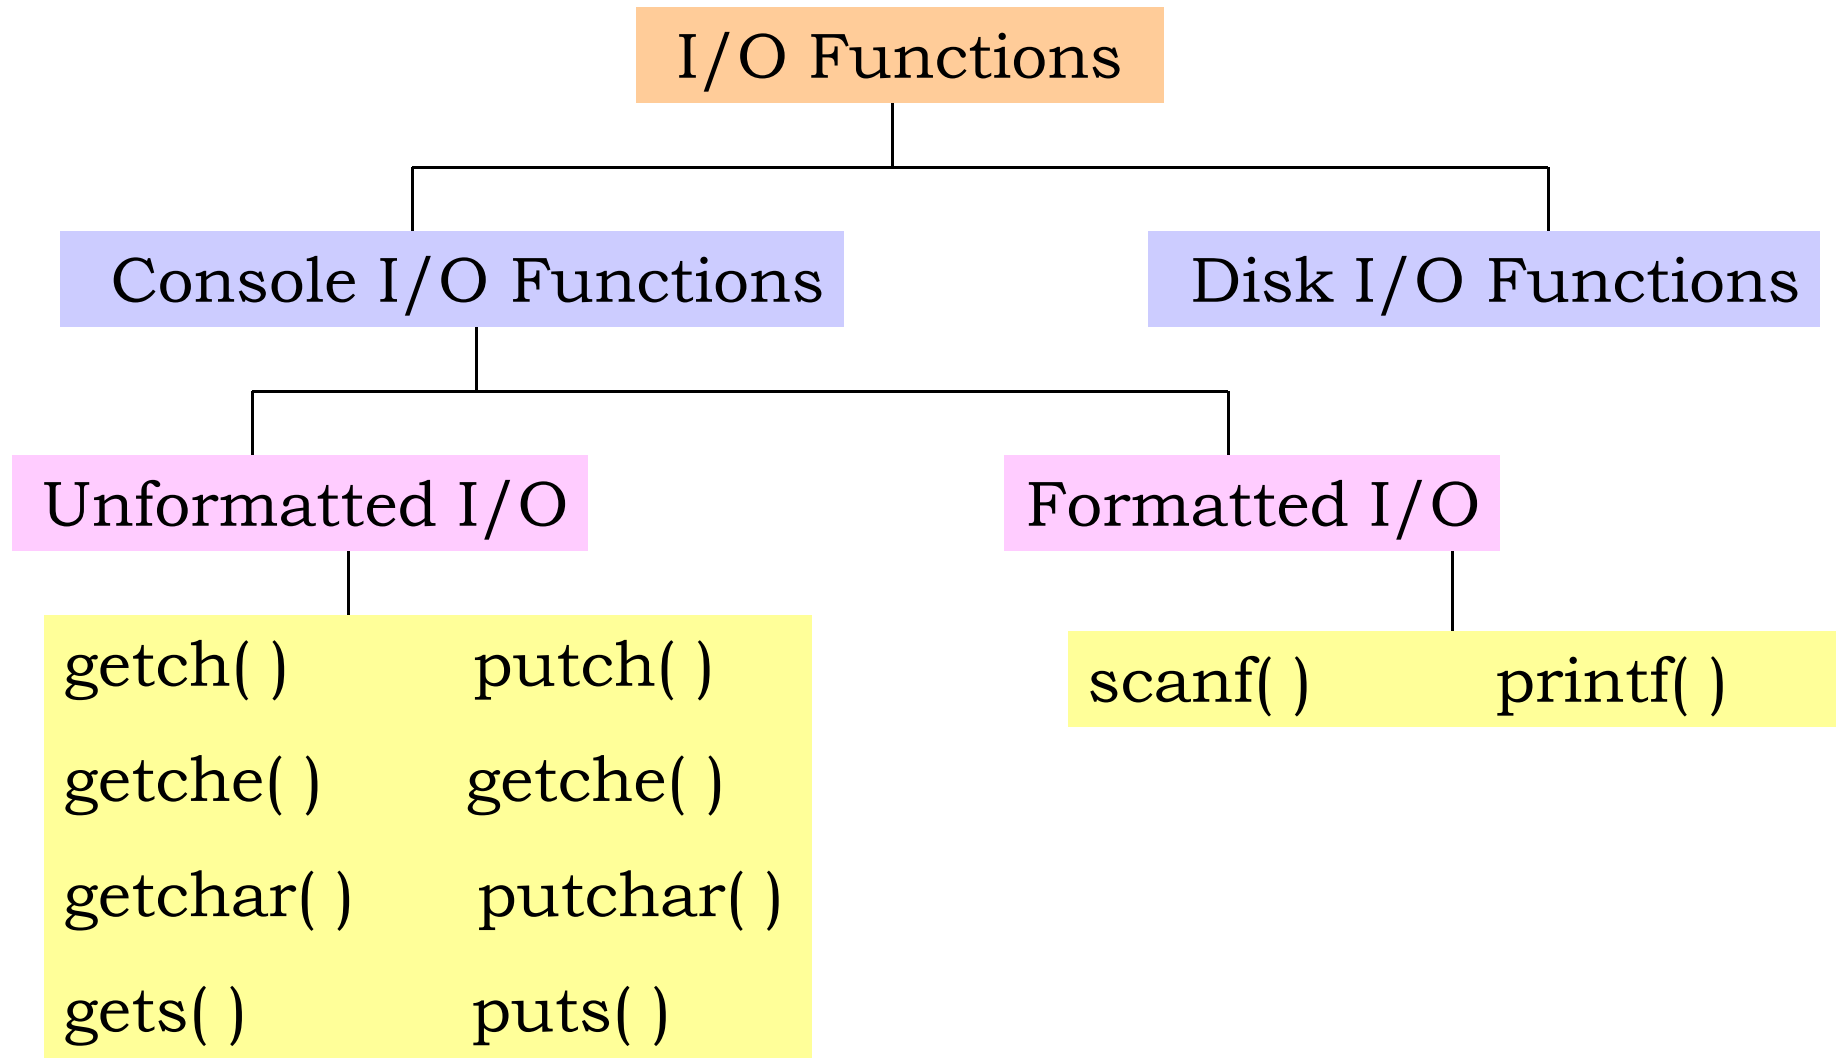 I/O Functions
Console I/O Functions
Disk I/O Functions
Unformatted I/O
Formatted I/O
getch( ) putch( )
getche( ) getche( )
getchar( ) putchar( )
gets( ) puts( )
scanf( ) printf( )